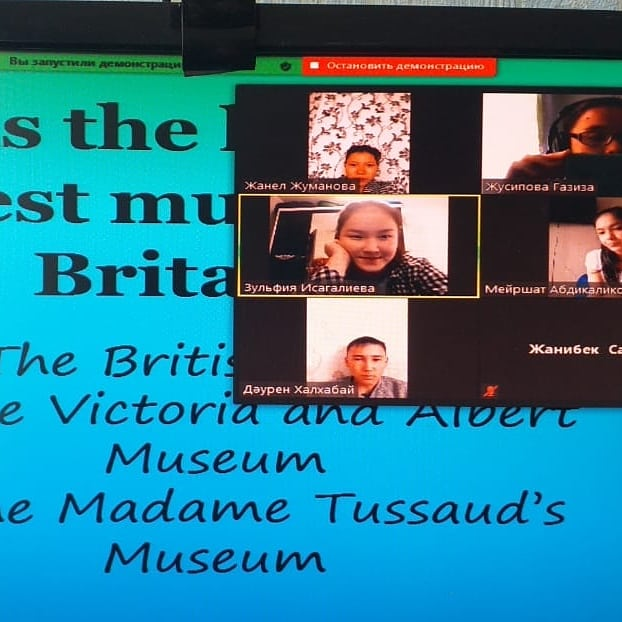 Вы запустили демонстраци
Остановить демонстрацию
s the
est mu
Brita
The Britis
e Victoria and Albert
Museum
e Madame Tussaud's
Museum
Жанел Жуманова
Жусипова Газиза
Зульфия Исагалиева
Мейршат Абдикалико
Дәурен Халхабай
Жанибек Са